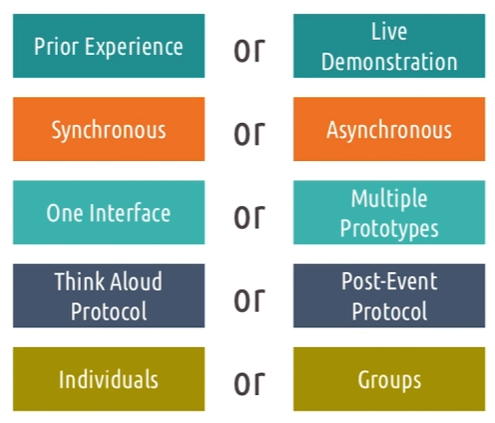 Prior Experience or Live
Demonstration
Synchronous or Asynchronous
One Interface or Multiple
Prototypes
Think Aloud
Protocol or Post-Event
Protocol
Individuals or Groups